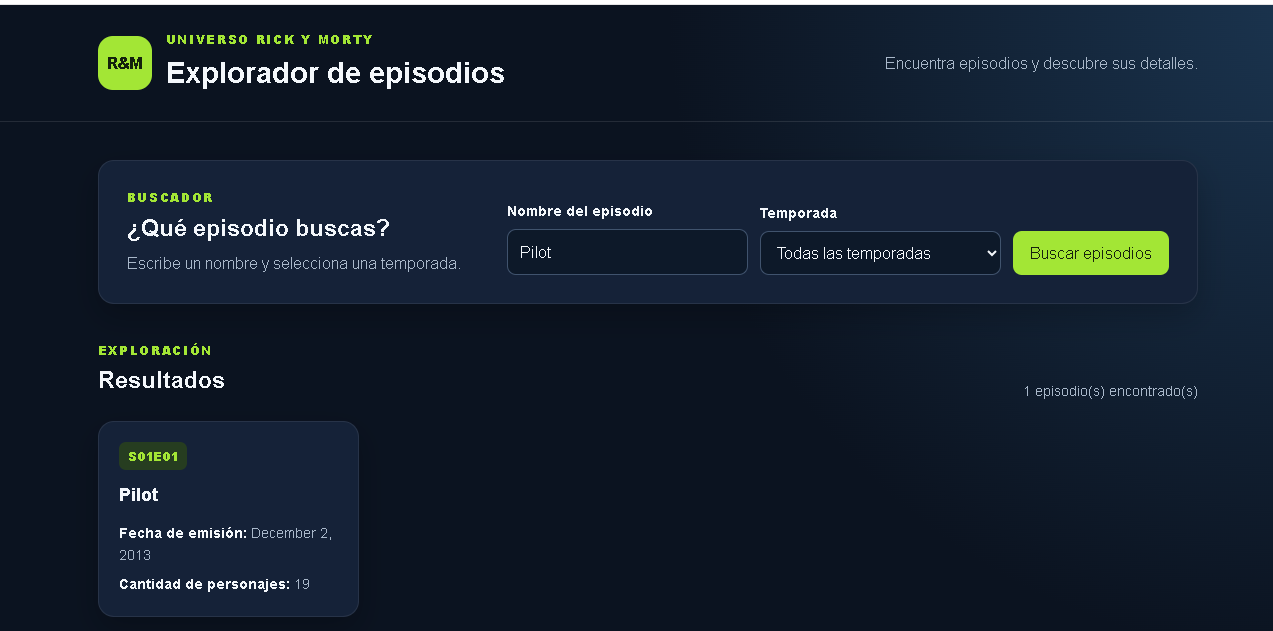 R&M
UNIVERSO RICK Y MORTY
Explorador de episodios
Encuentra episodios y descubre sus detalles.
BUSCADOR
¿Qué episodio buscas?
Escribe un nombre y selecciona una temporada.
Nombre del episodio
Pilot
Temporada
Todas las temporadas
Buscar episodios
EXPLORACIÓN
Resultados
1 episodio(s) encontrado(s)
S01E01
Pilot
Fecha de emisión: December 2,
2013
Cantidad de personajes: 19